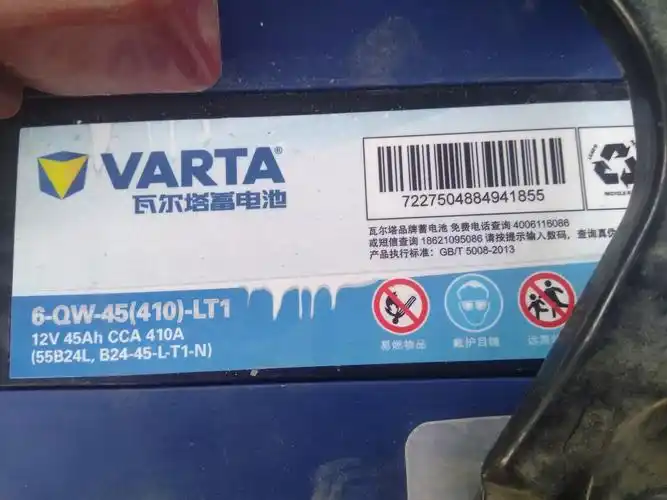 VARTA®
瓦尔塔蓄电池
7227504884941855
瓦尔塔品牌蓄电池 免费电话查询 4006116086
或短信查询 18621095086 请按提示输入数码,查询真伪
产品执行标准:GB/T 5008-2013
6-QW-45(410)-LT1
12V 45Ah CCA 410A
(55B24L, B24-45-L-T1-N)
易燃物品
戴护目镜
远离